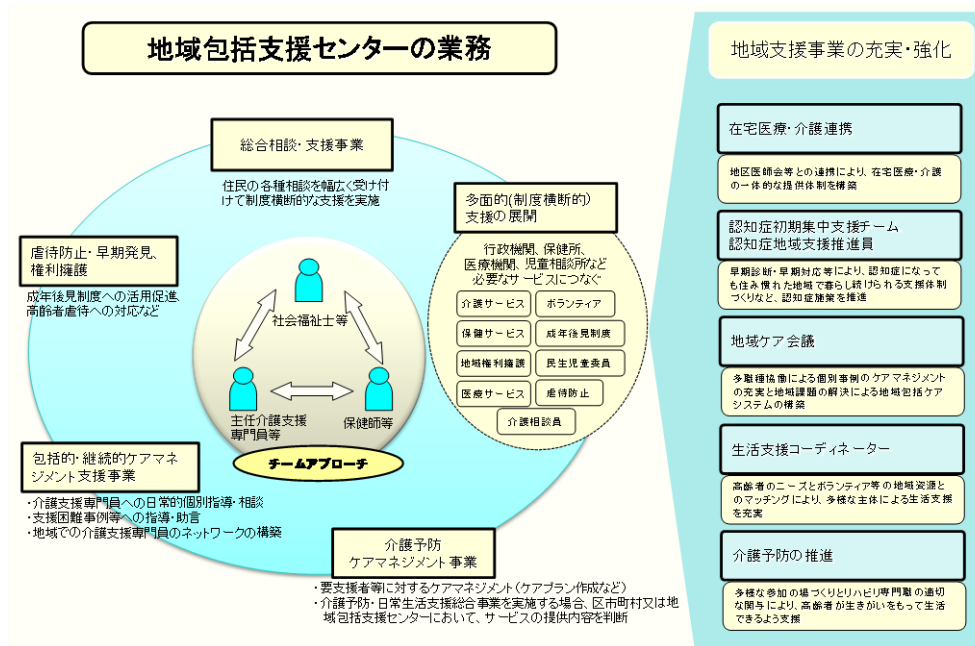 地域包括支援センターの業務
総合相談・支援事業
住民の各種相談を幅広く受け付
けて制度横断的な支援を実施
虐待防止・早期発見、
権利擁護
成年後見制度への活用促進、
高齢者虐待への対応など
社会福祉士等
主任介護支援
専門員等
保健師等
チームアプローチ
多面的(制度横断的)
支援の展開
行政機関、保健所、
医療機関、児童相談所など
必要なサービスにつなぐ
介護サービス
ボランティア
保健サービス
成年後見制度
地域権利擁護
民生児童委員
医療サービス
虐待防止
介護相談員
包括的・継続的ケアマネ
ジメント支援事業
・介護支援専門員への日常的個別指導・相談
・支援困難事例等への指導・助言
・地域での介護支援専門員のネットワークの構築
介護予防
ケアマネジメント事業
・要支援者等に対するケアマネジメント(ケアプラン作成など)
・介護予防・日常生活支援総合事業を実施する場合、区市町村又は地
域包括支援センターにおいて、サービスの提供内容を判断
地域支援事業の充実・強化
在宅医療・介護連携
地区医師会等との連携により、在宅医療・介護
の一体的な提供体制を構築
認知症初期集中支援チーム
認知症地域支援推進員
早期診断・早期対応等により、認知症になって
も住み慣れた地域で暮らし続けられる支援体制
づくりなど、認知症施策を推進
地域ケア会議
多職種協働による個別事例のケアマネジメント
の充実と地域課題の解決による地域包括ケア
システムの構築
生活支援コーディネーター
高齢者のニーズとボランティア等の地域資源と
のマッチングにより、多様な主体による生活支援
を充実
介護予防の推進
多様な参加の場づくりとリハビリ専門職の適切
な関与により、高齢者が生きがいをもって生活
できるよう支援